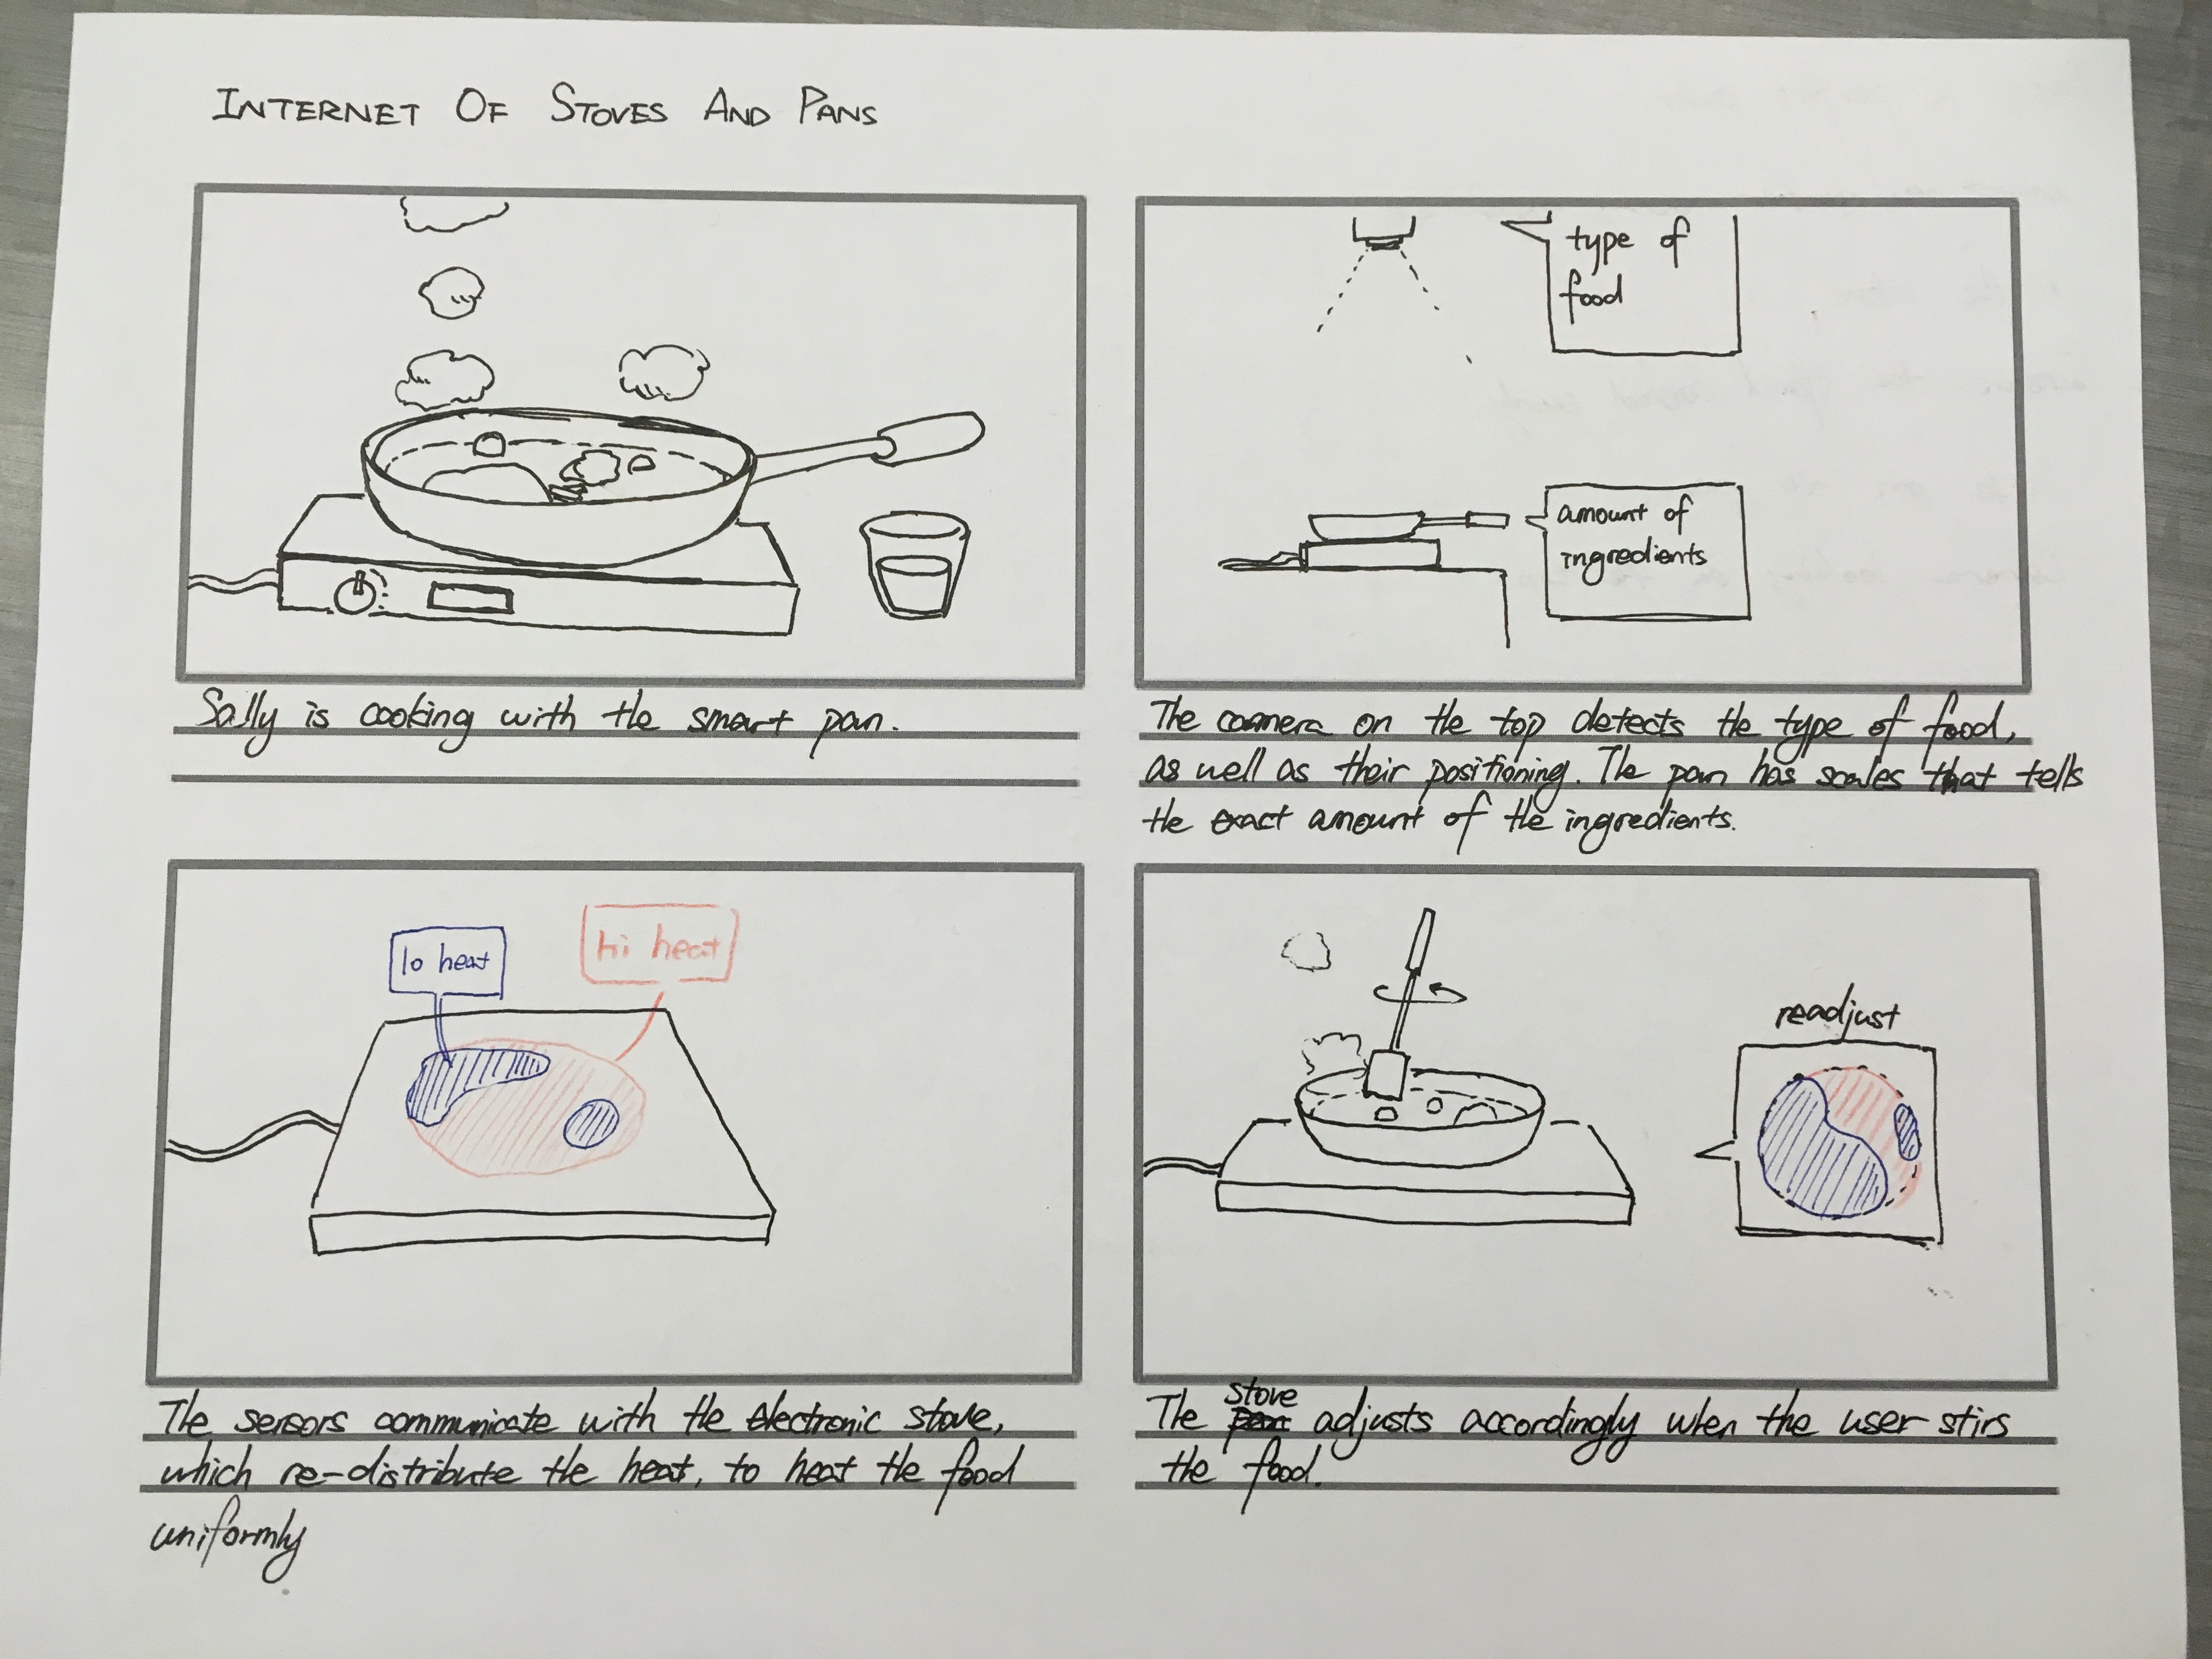 INTERNET OF STOVES AND PANS
type of
food
amount of
ingredients
Sally is cooking with the smart pan.
The camera on the top detects the type of food,
as well as their positioning. The pan has scales that tells
the exact amount of the ingredients.
lo heat
hi heat
readjust
The sensors communicate with the electronic stove,
which re-distribute the heat, to heat the food
uniformly
The stove adjusts accordingly when the user stirs
the food.